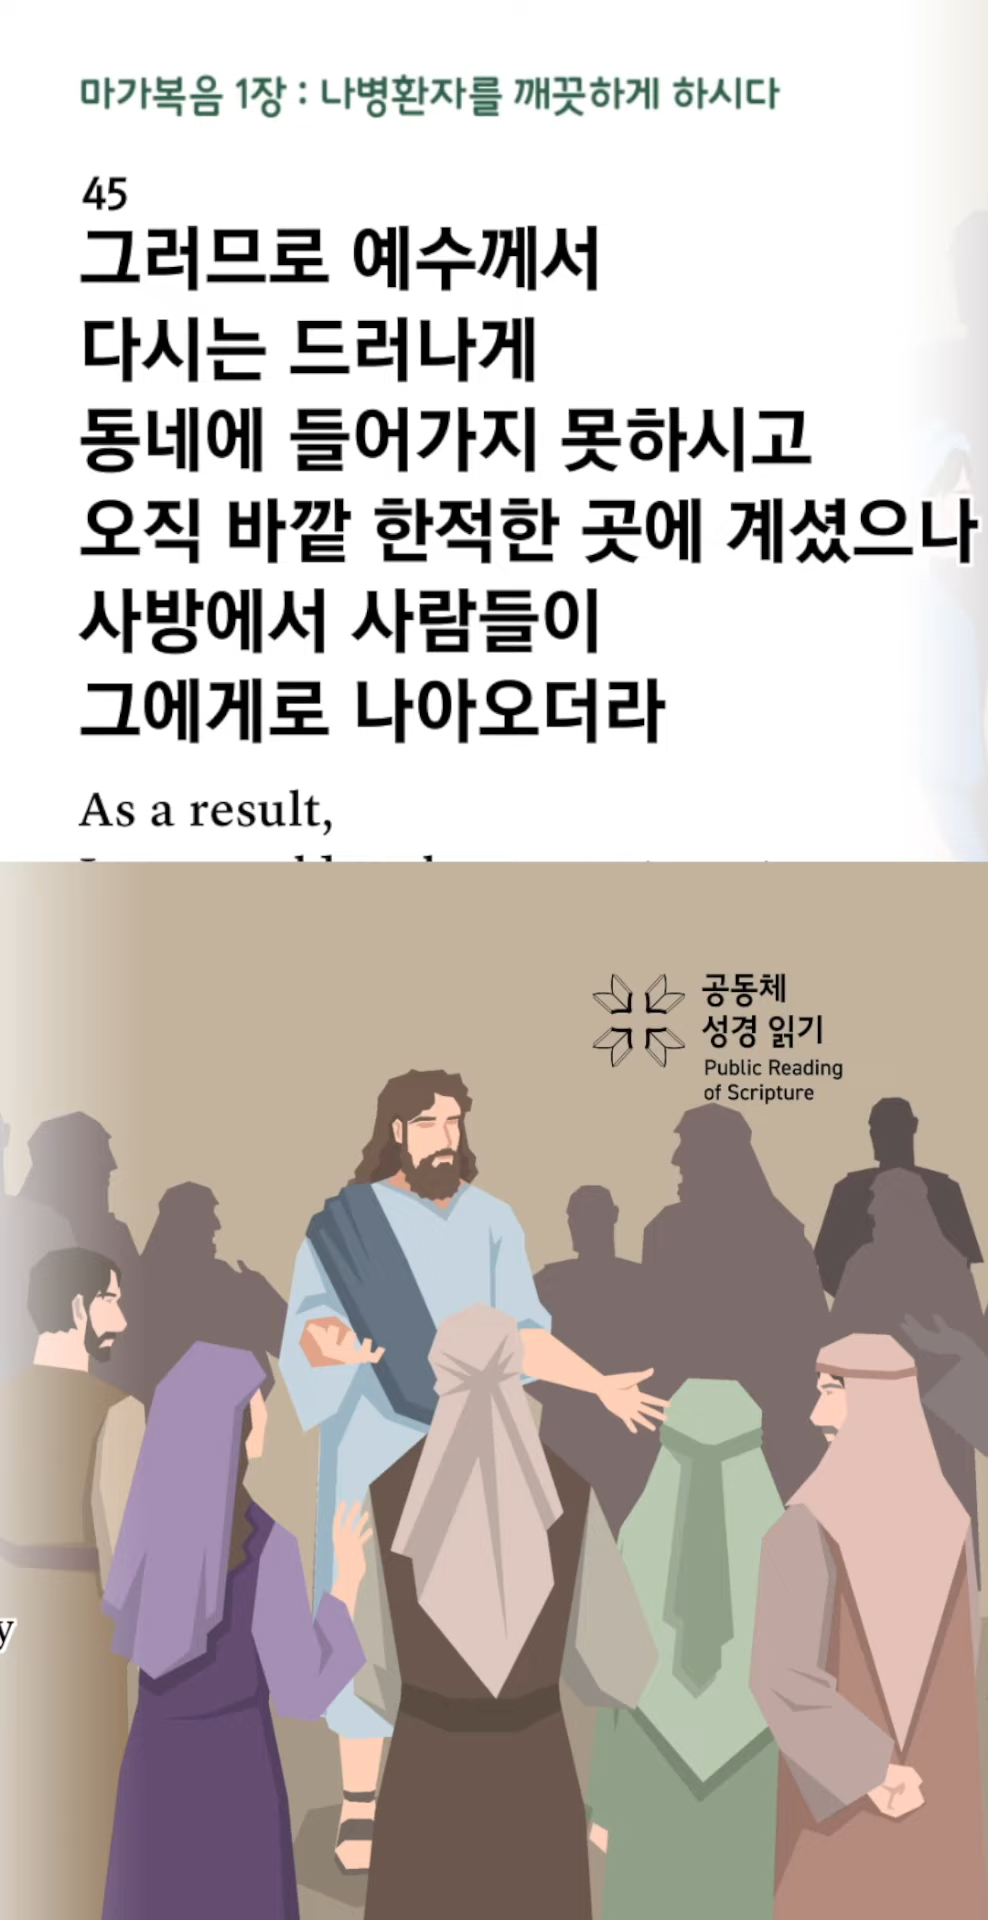 마가복음 1장 : 나병환자를 깨끗하게 하시다
45
그러므로 예수께서
다시는 드러나게
동네에 들어가지 못하시고
오직 바깥 한적한 곳에 계셨으나
사방에서 사람들이
그에게로 나아오더라
As a result,
공동체
성경 읽기
Public Reading
of Scripture
y